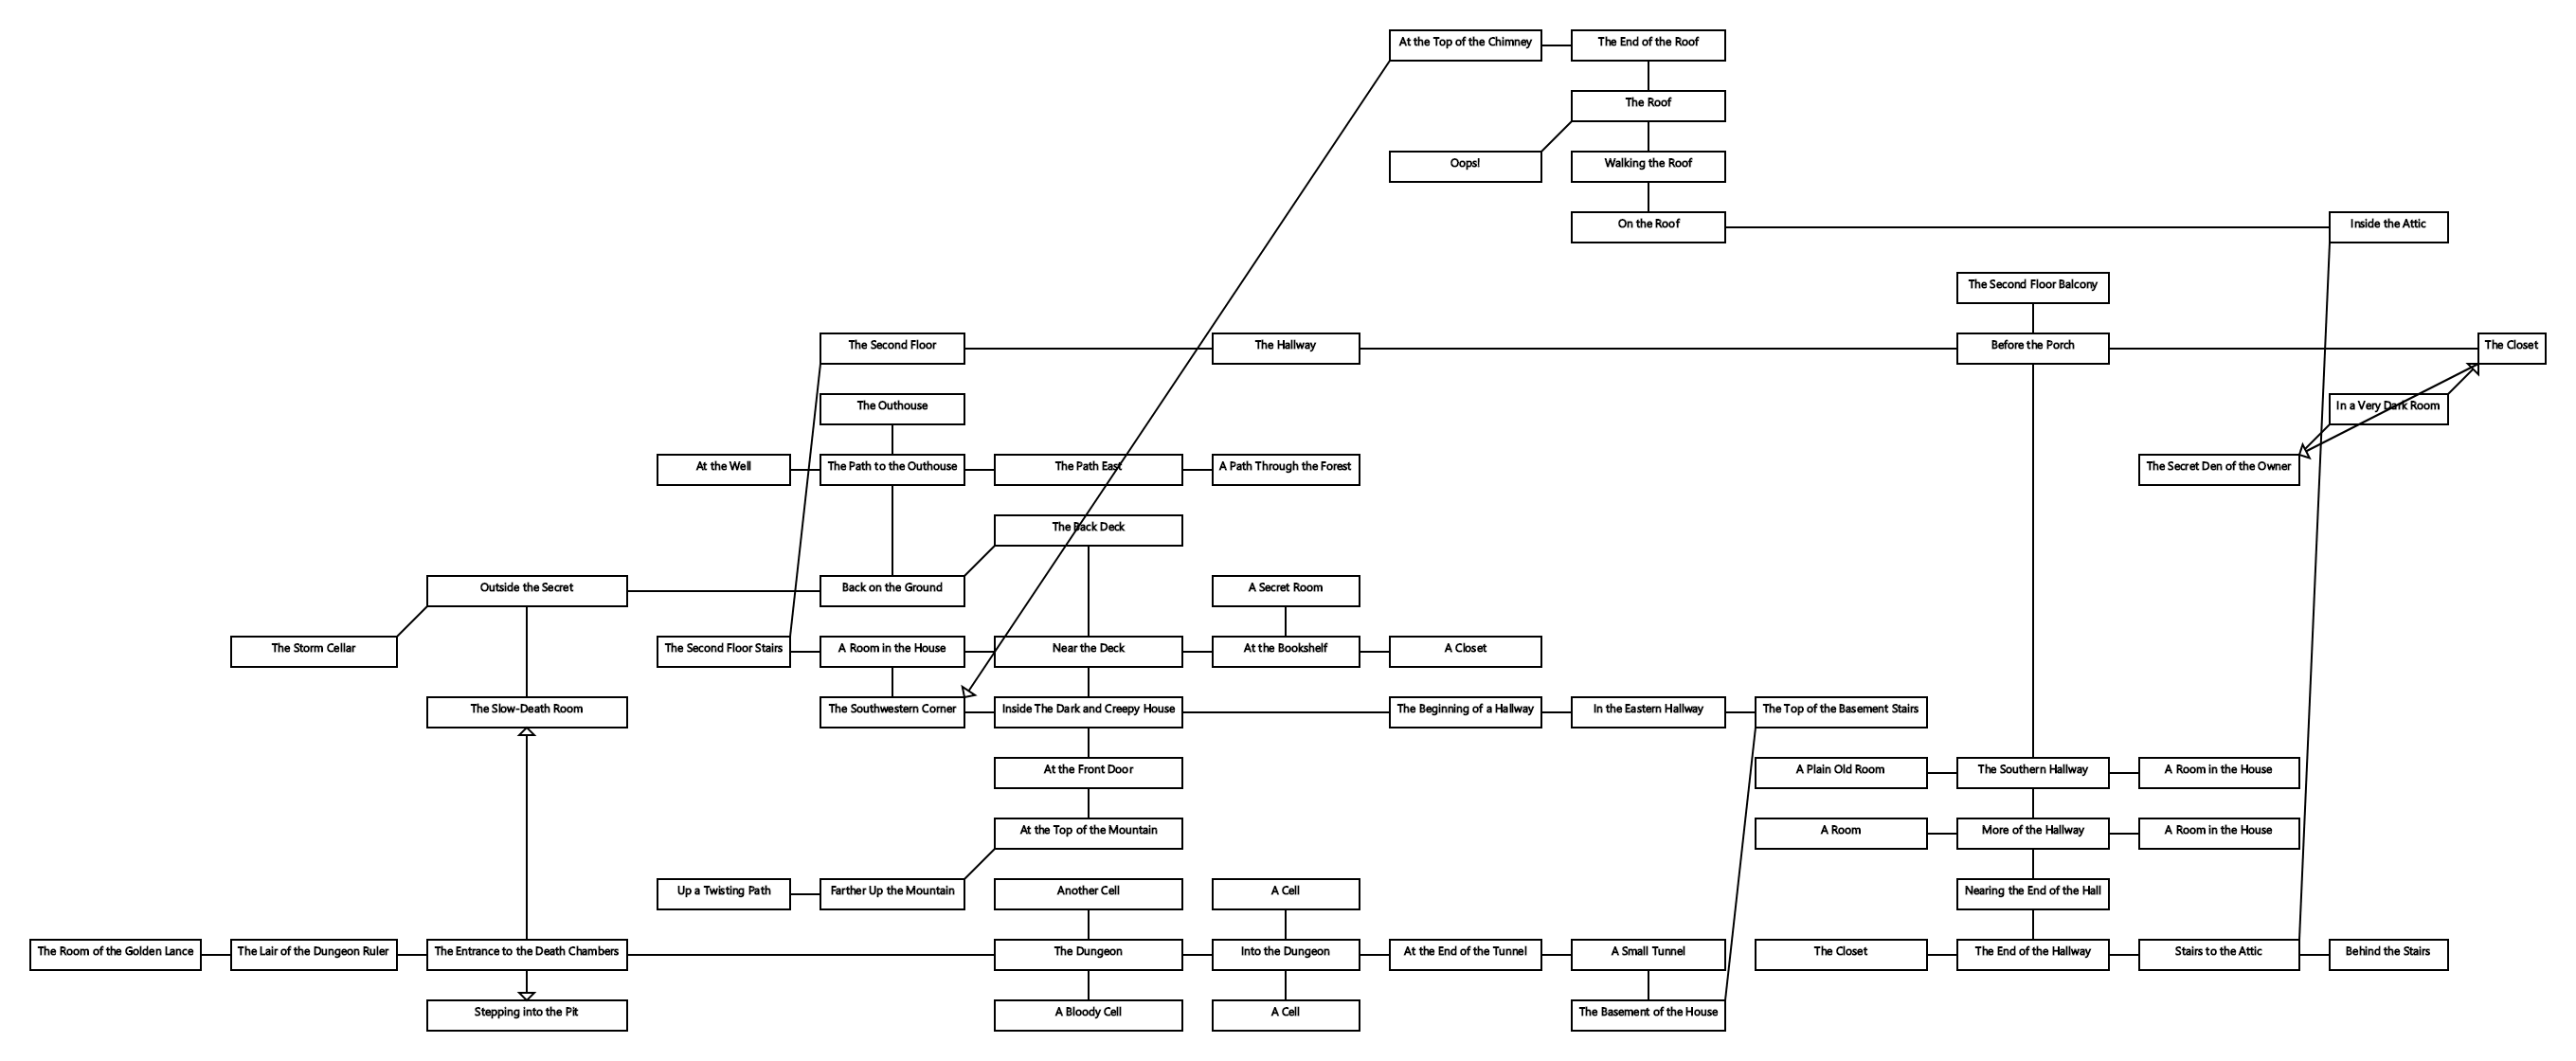 At the Top of the Chimney
The End of the Roof
The Roof
Oops!
Walking the Roof
On the Roof
Inside the Attic
The Second Floor Balcony
The Second Floor
The Hallway
Before the Porch
The Closet
The Outhouse
In a Very Dark Room
At the Well
The Path to the Outhouse
The Path East
A Path Through the Forest
The Secret Den of the Owner
The Back Deck
Outside the Secret
Back on the Ground
A Secret Room
The Storm Cellar
The Second Floor Stairs
A Room in the House
Near the Deck
At the Bookshelf
A Closet
The Slow-Death Room
The Southwestern Corner
Inside The Dark and Creepy House
The Beginning of a Hallway
In the Eastern Hallway
The Top of the Basement Stairs
At the Front Door
A Plain Old Room
The Southern Hallway
A Room in the House
At the Top of the Mountain
A Room
More of the Hallway
A Room in the House
Up a Twisting Path
Farther Up the Mountain
Another Cell
A Cell
Nearing the End of the Hall
The Room of the Golden Lance
The Lair of the Dungeon Ruler
The Entrance to the Death Chambers
The Dungeon
Into the Dungeon
At the End of the Tunnel
A Small Tunnel
The Closet
The End of the Hallway
Stairs to the Attic
Behind the Stairs
Stepping into the Pit
A Bloody Cell
A Cell
The Basement of the House